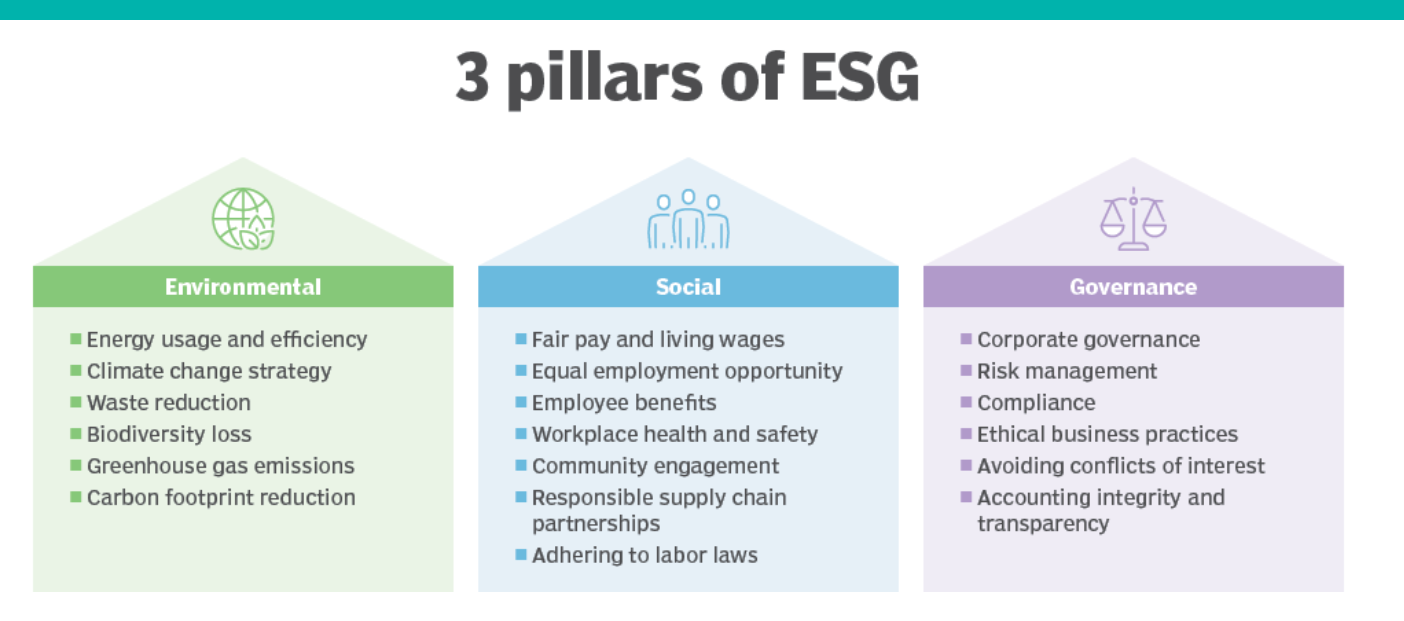 3 pillars of ESG
Environmental
Energy usage and efficiency
Climate change strategy
Waste reduction
Biodiversity loss
Greenhouse gas emissions
Carbon footprint reduction
Social
Fair pay and living wages
Equal employment opportunity
Employee benefits
Workplace health and safety
Community engagement
Responsible supply chain
partnerships
Adhering to labor laws
Governance
Corporate governance
Risk management
Compliance
Ethical business practices
Avoiding conflicts of interest
Accounting integrity and
transparency